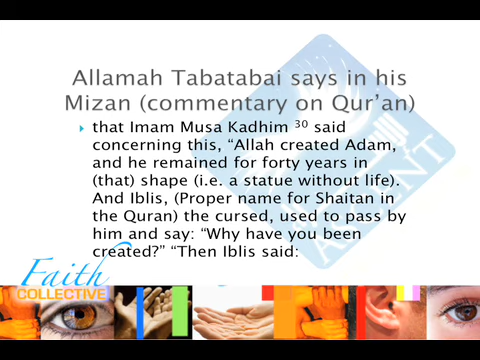 Allamah Tabatabai says in his
Mizan (commentary on Qur'an)
that Imam Musa Kadhim 30 said
concerning this, "Allah created Adam,
and he remained for forty years in
(that) shape (i.e. a statue without life).
And Iblis, (Proper name for Shaitan in
the Quran) the cursed, used to pass by
him and say: "Why have you been
created?" "Then Iblis said:
Faith
COLLECTIVE